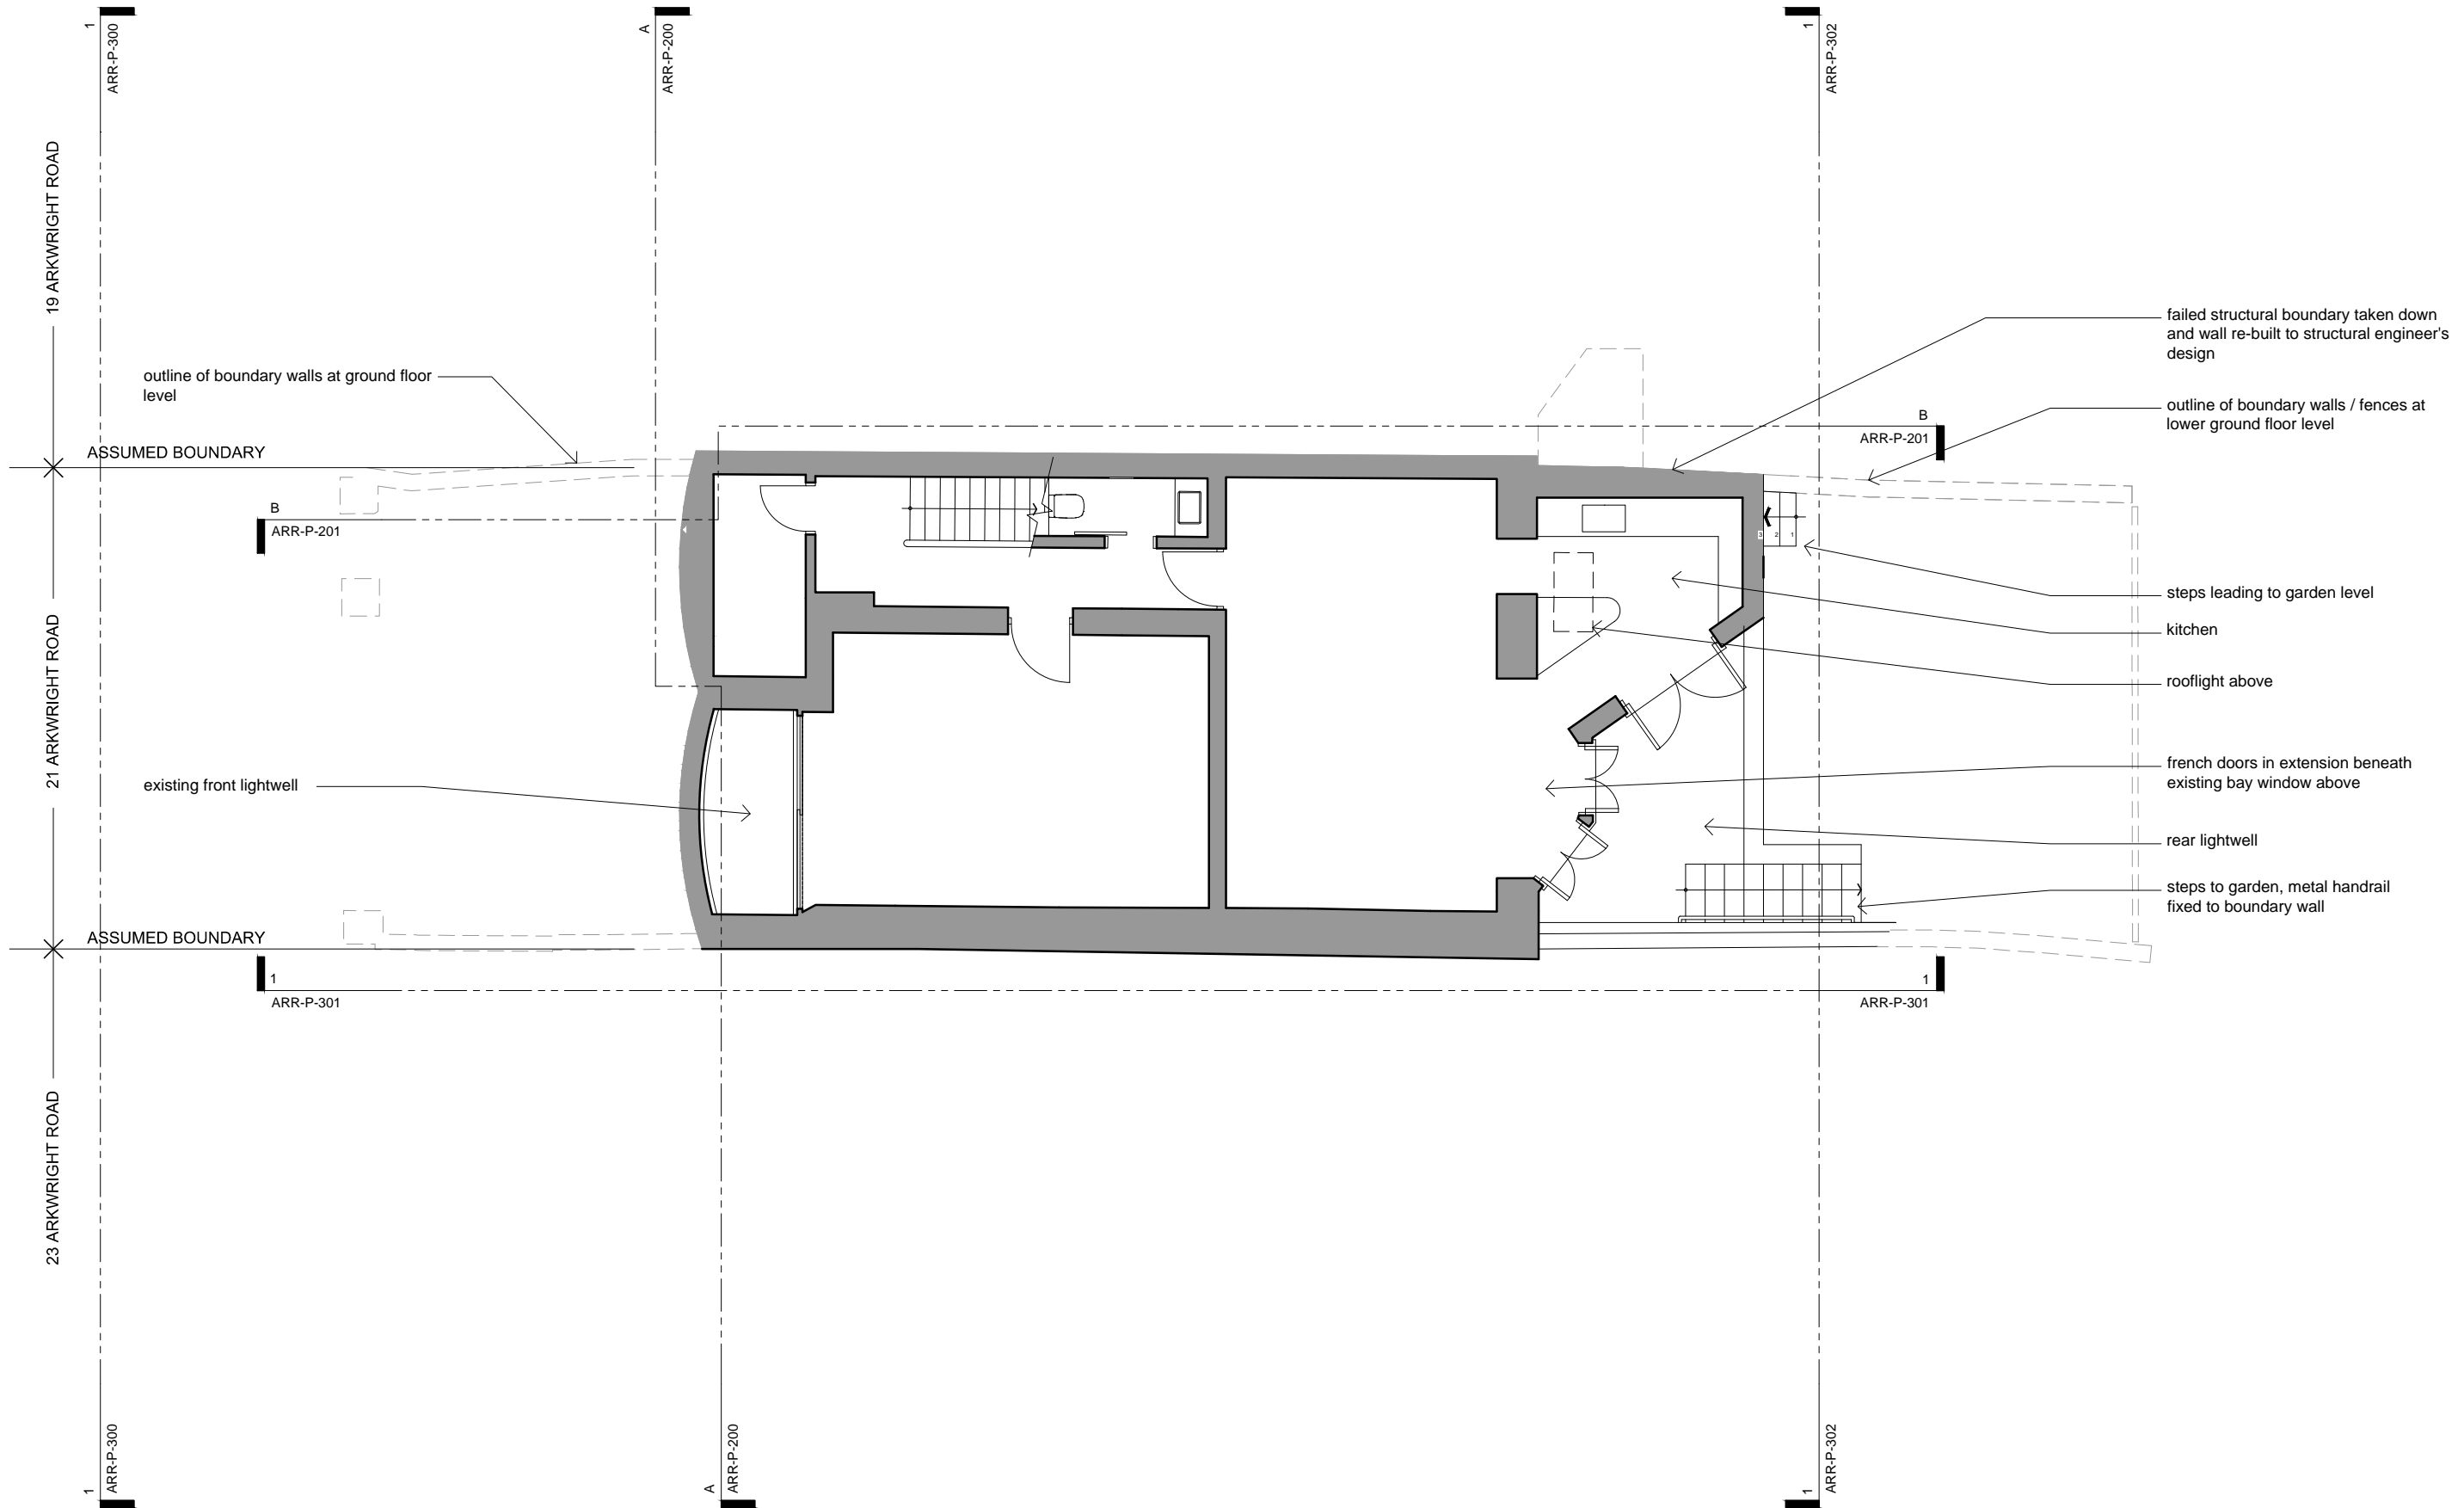 1
ARR-P-300
A
ARR-P-200
1
ARR-P-302
19 ARKWRIGHT ROAD
failed structural boundary taken down
and wall re-built to structural engineer's
design
outline of boundary walls at ground floor
level
outline of boundary walls / fences at
lower ground floor level
B
ARR-P-201
ASSUMED BOUNDARY
B
ARR-P-201
3 2 1
steps leading to garden level
kitchen
21 ARKWRIGHT ROAD
rooflight above
existing front lightwell
french doors in extension beneath
existing bay window above
rear lightwell
steps to garden, metal handrail
fixed to boundary wall
ASSUMED BOUNDARY
1
ARR-P-301
1
ARR-P-301
23 ARKWRIGHT ROAD
1
ARR-P-300
A
ARR-P-200
1
ARR-P-302